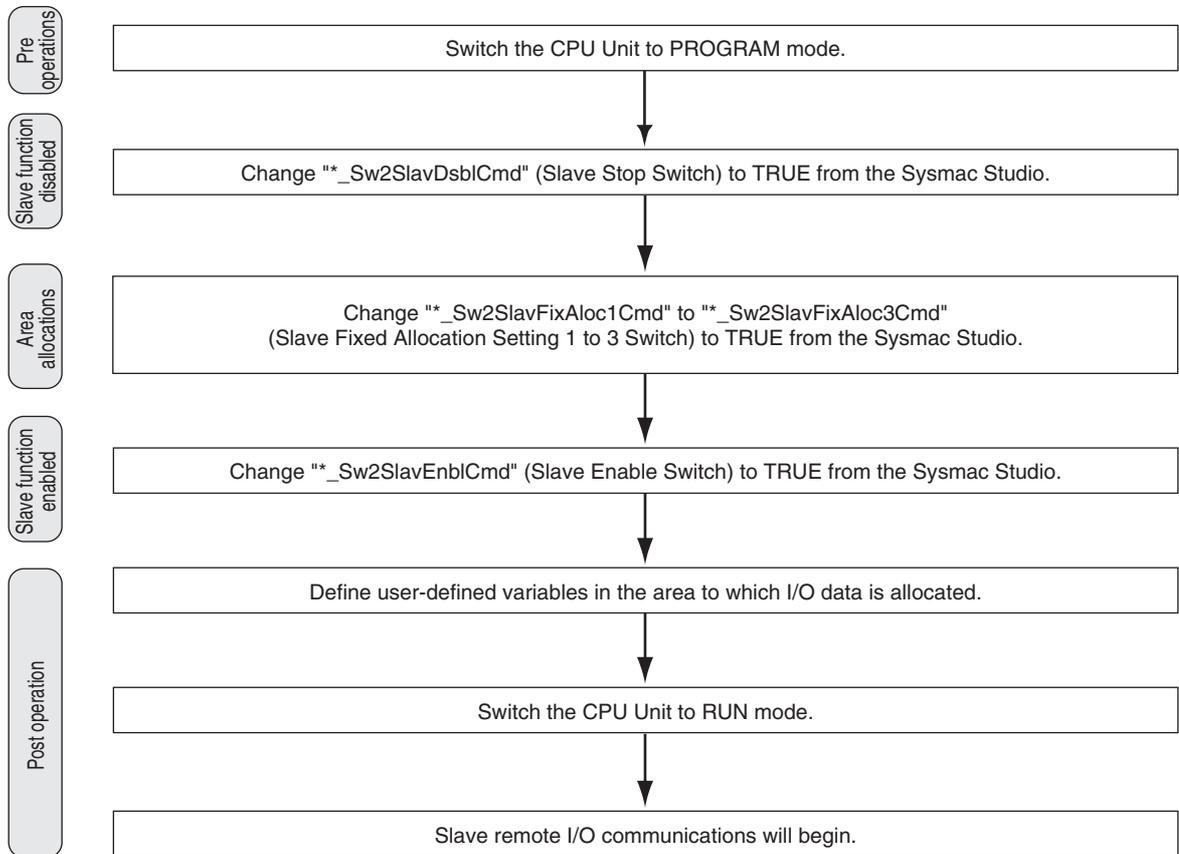 Pre
operations
Switch the CPU Unit to PROGRAM mode.
Slave function
disabled
Change "*_Sw2SlavDsblCmd" (Slave Stop Switch) to TRUE from the Sysmac Studio.
Area
allocations
Change "*_Sw2SlavFixAloc1Cmd" to "*_Sw2SlavFixAloc3Cmd"
(Slave Fixed Allocation Setting 1 to 3 Switch) to TRUE from the Sysmac Studio.
Slave function
enabled
Change "*_Sw2SlavEnblCmd" (Slave Enable Switch) to TRUE from the Sysmac Studio.
Post operation
Define user-defined variables in the area to which I/O data is allocated.
Switch the CPU Unit to RUN mode.
Slave remote I/O communications will begin.